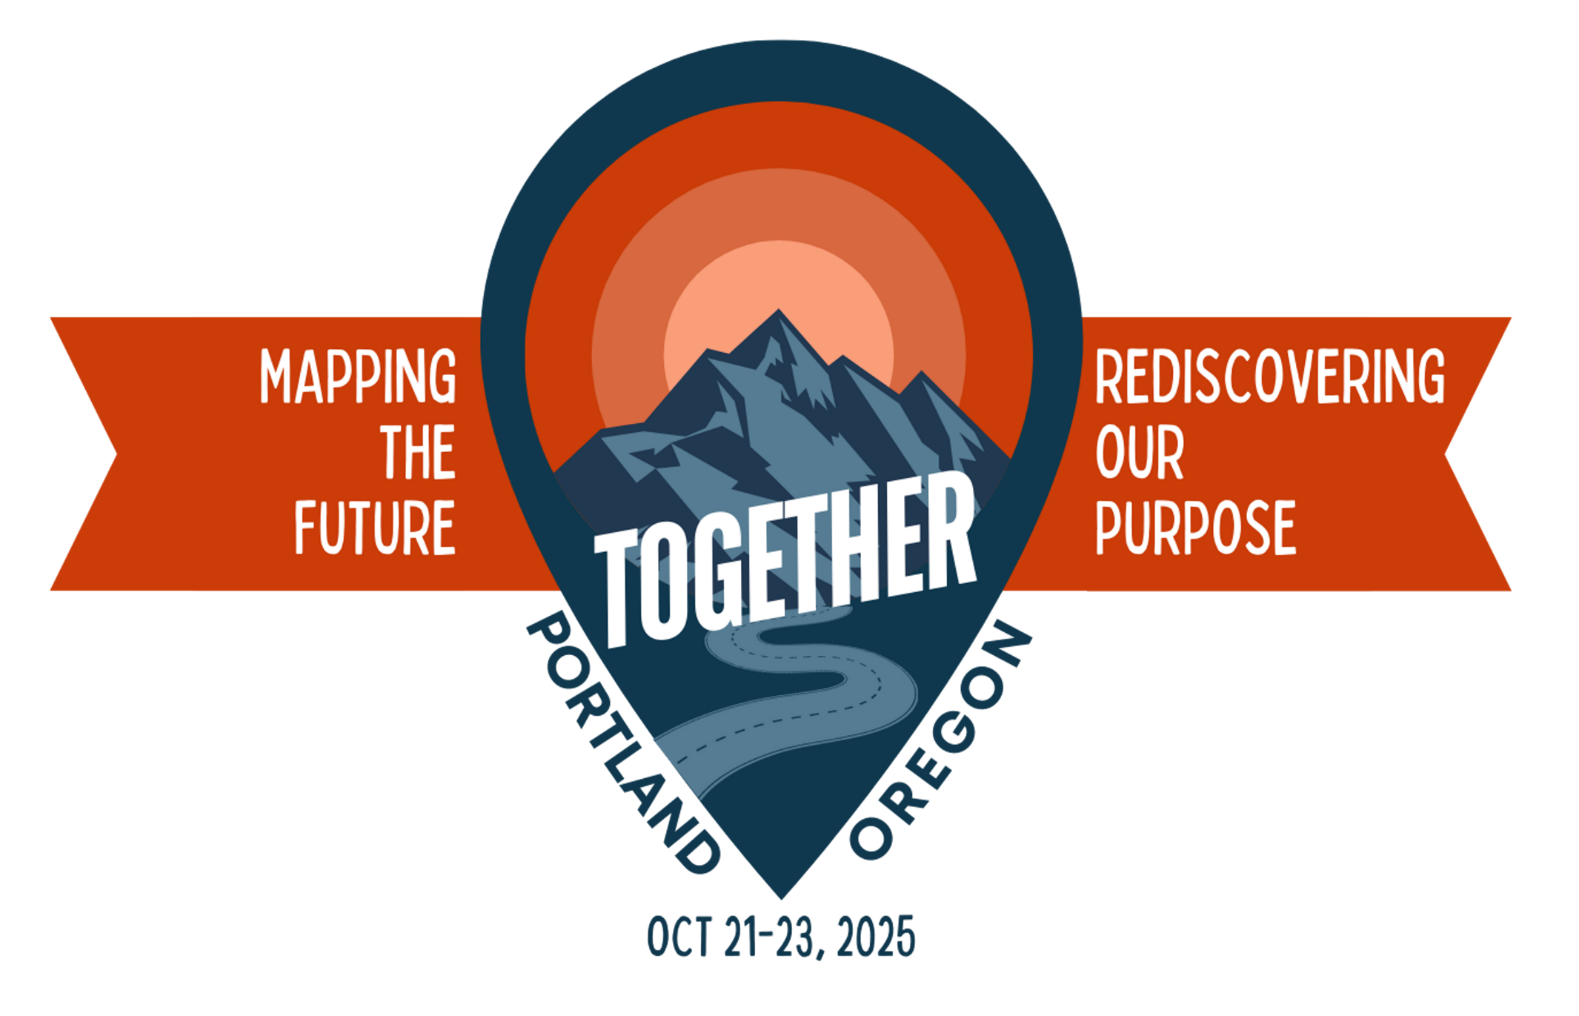 MAPPING
THE
FUTURE
TOGETHER
REDISCOVERING
OUR
PURPOSE
PORTLAND
OREGON
OCT 21-23, 2025